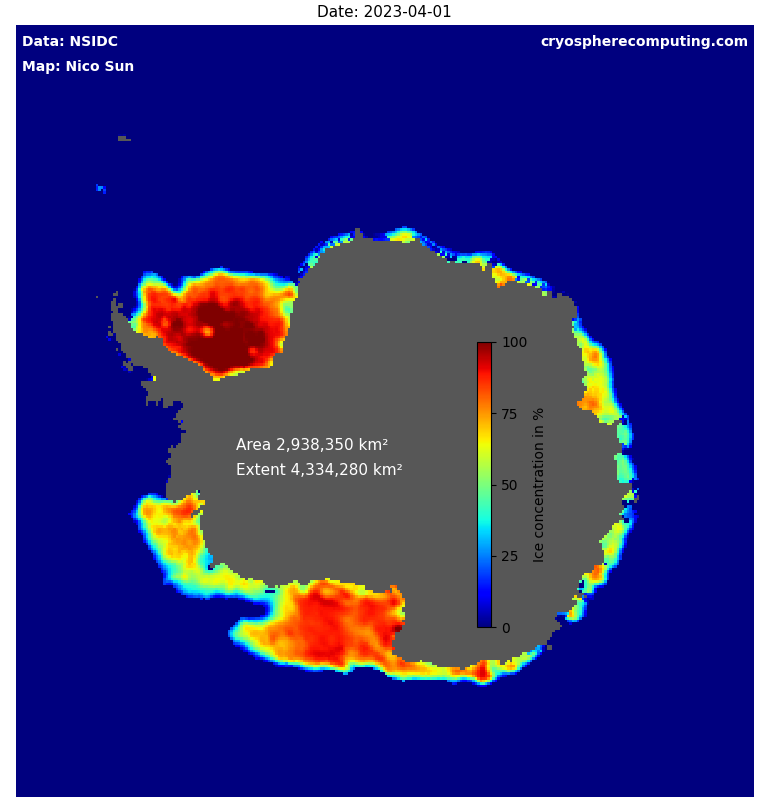 Date: 2023-04-01
Data: NSIDC
cryospherecomputing.com
Map: Nico Sun
100
75
50
25
0
Ice concentration in %
Area 2,938,350 km²
Extent 4,334,280 km²